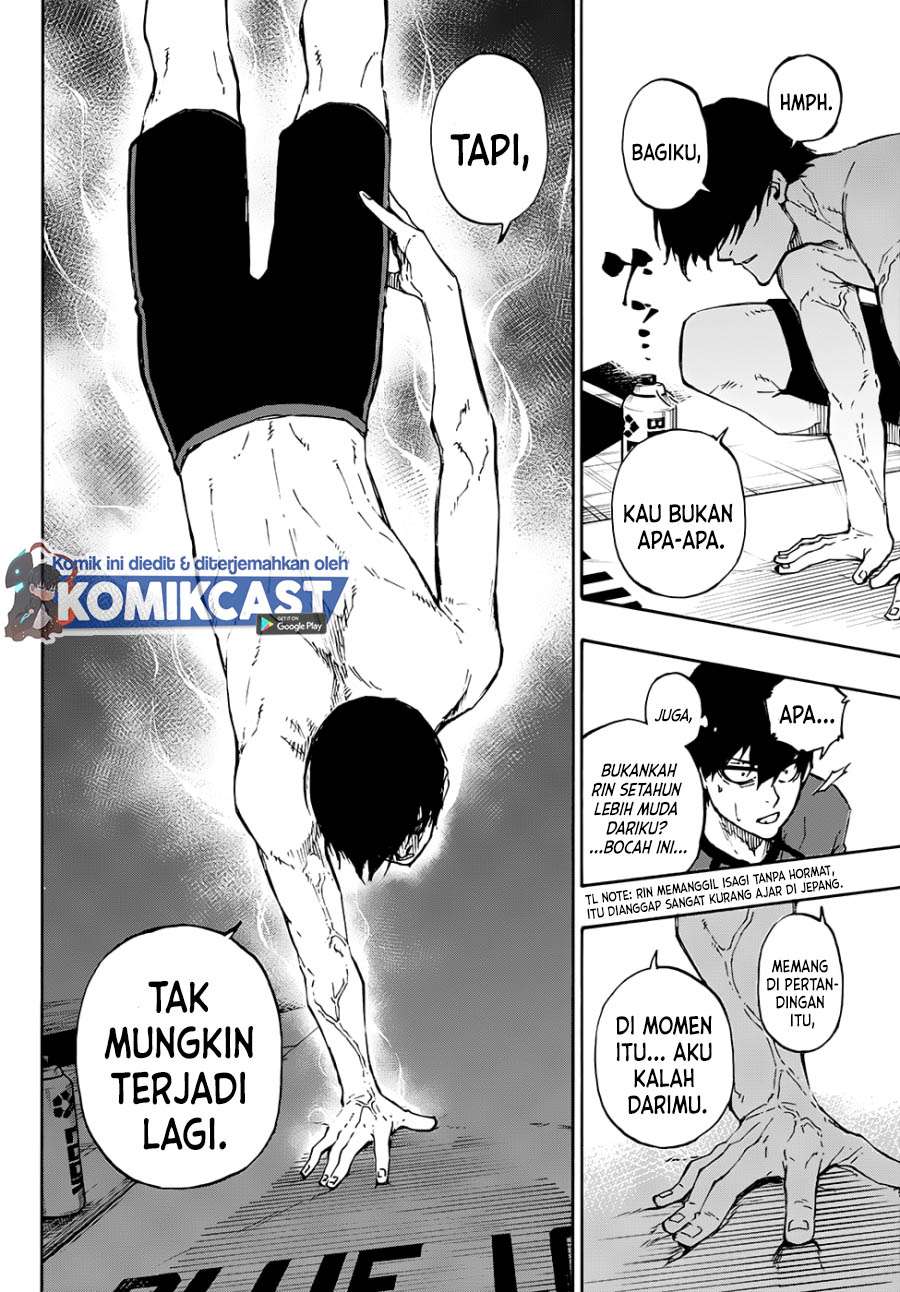 HMPH.
BAGIKU,
KAU BUKAN
APA-APA.
APA...
JUGA,
BUKANKAH
RIN SETAHUN
LEBIH MUDA
DARIKU?
...BOCAH INI...
TL NOTE: RIN MEMANGGIL ISAGI TANPA HORMAT,
ITU DIANGGAP SANGAT KURANG AJAR DI JEPANG.
MEMANG
DI PERTAN-
DINGAN
ITU,
DI MOMEN
ITU... AKU
KALAH
DARIMU.
TAPI,
Komik ini diedit & diterjemahkan oleh
KOMIKCAST
GET IT ON
Google Play
TAK
MUNGKIN
TERJADI
LAGI.
BLUE LO